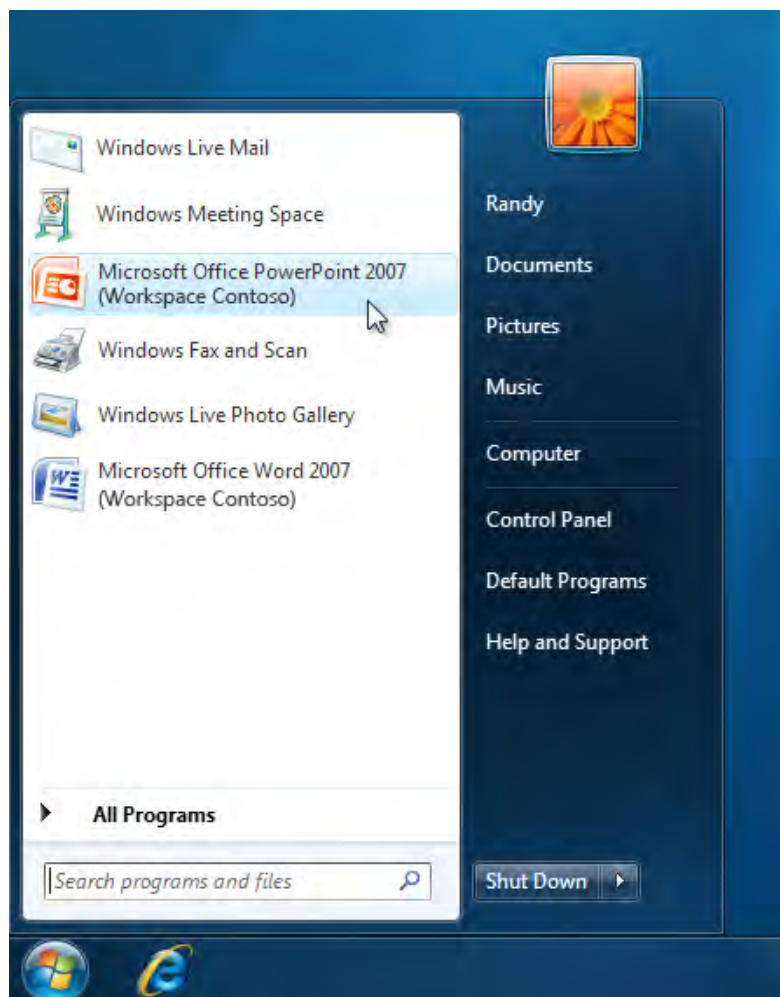 Windows Live Mail
Windows Meeting Space
Microsoft Office PowerPoint 2007
(Workspace Contoso)
Windows Fax and Scan
Windows Live Photo Gallery
Microsoft Office Word 2007
(Workspace Contoso)
All Programs
Search programs and files
Randy
Documents
Pictures
Music
Computer
Control Panel
Default Programs
Help and Support
Shut Down